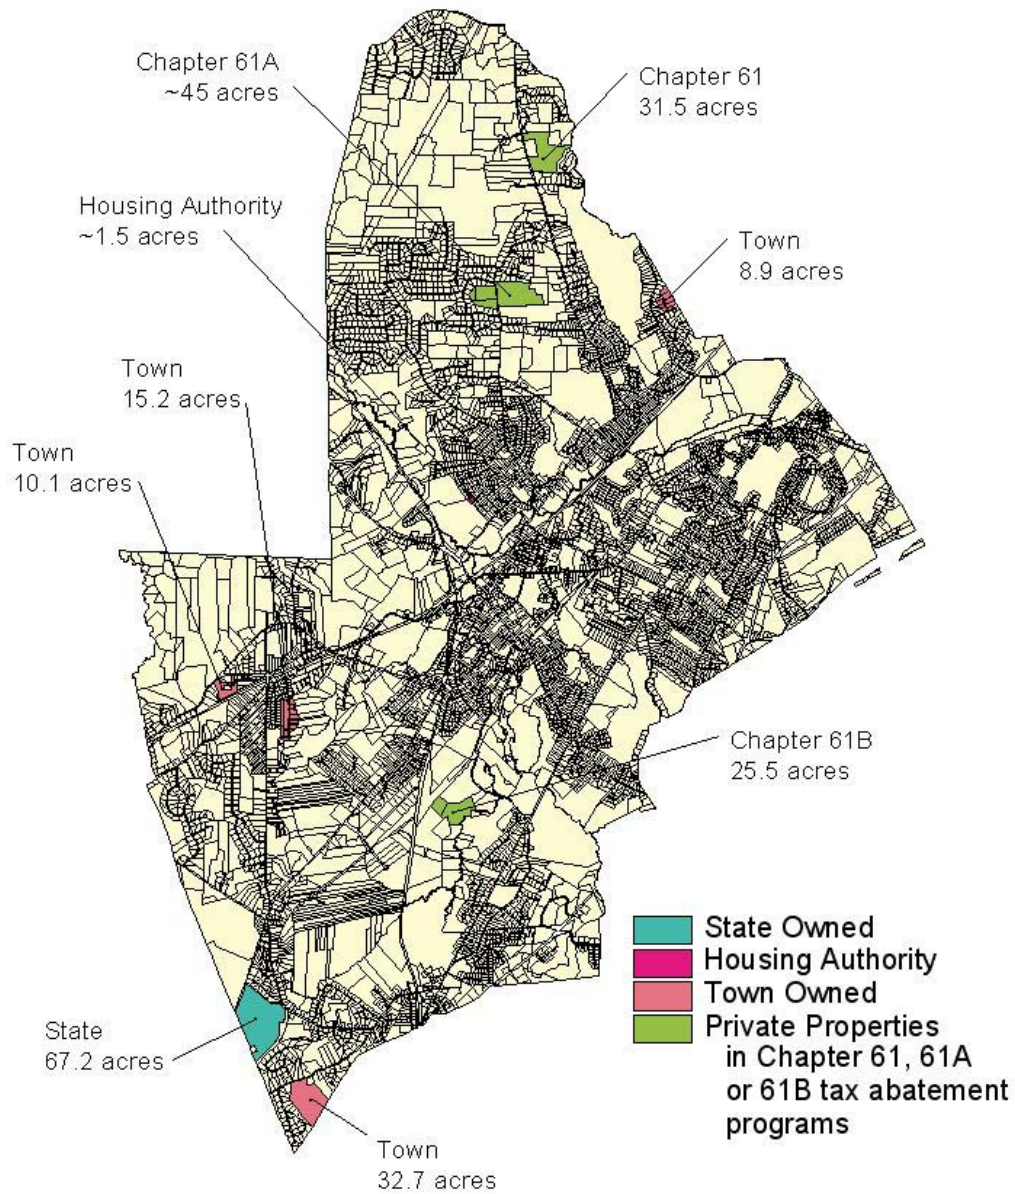 Chapter 61A
~45 acres
Chapter 61
31.5 acres
Housing Authority
~1.5 acres
Town
8.9 acres
Town
15.2 acres
Town
10.1 acres
Chapter 61B
25.5 acres
State Owned
Housing Authority
Town Owned
Private Properties
in Chapter 61, 61A
or 61B tax abatement
programs
State
67.2 acres
Town
32.7 acres